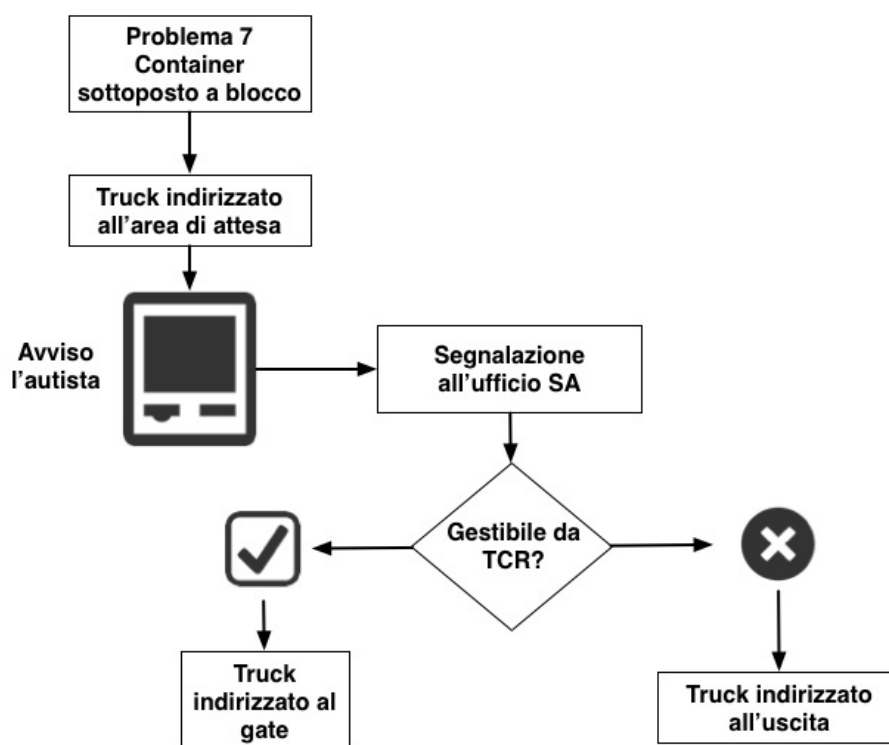 Problema 7
Container
sottoposto a blocco
Truck indirizzato
all'area di attesa
Avviso
l'autista
Segnalazione
all'ufficio SA
Gestibile da
TCR?
Truck
indirizzato al
gate
Truck indirizzato
all'uscita